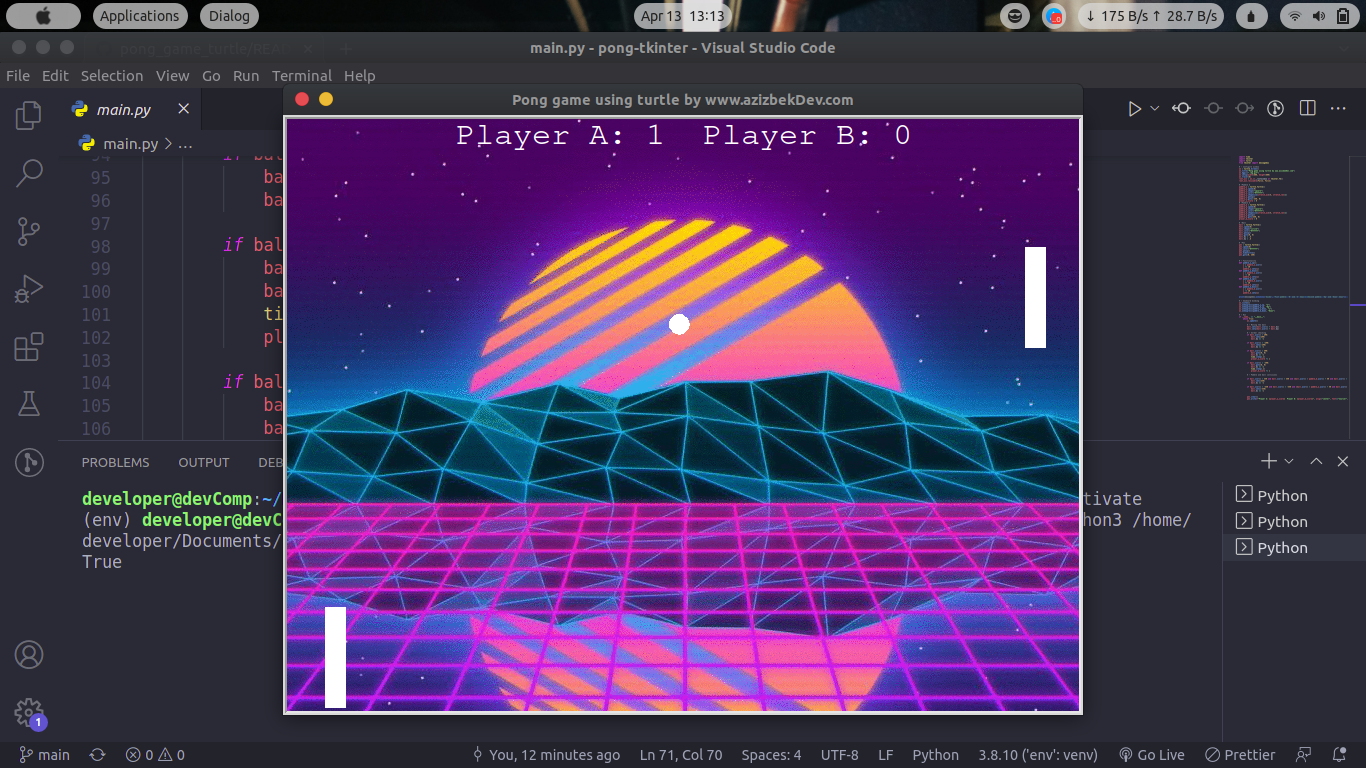 Applications
Dialog
Apr 13 13:13
↓ 175 B/s ↑ 28.7 B/s
main.py - pong-tkinter - Visual Studio Code
File Edit Selection View Go Run Terminal Help
main.py
main.py > ...
Pong game using turtle by www.azizbekDev.com
Player A: 1 Player B: 0
94 if bal
95 ba
96 ba
97
98 if bal
99 ba
100 ba
101 ti
102 pl
103
104 if bal
105 ba
106 ba
PROBLEMS OUTPUT DEB
developer@devComp:~/ tivate
(env) developer@devC hon3 /home/
developer/Documents/
True
Python
Python
Python
1
main 0 0 You, 12 minutes ago Ln 71, Col 70 Spaces: 4 UTF-8 LF Python 3.8.10 ('env': venv) Go Live Prettier